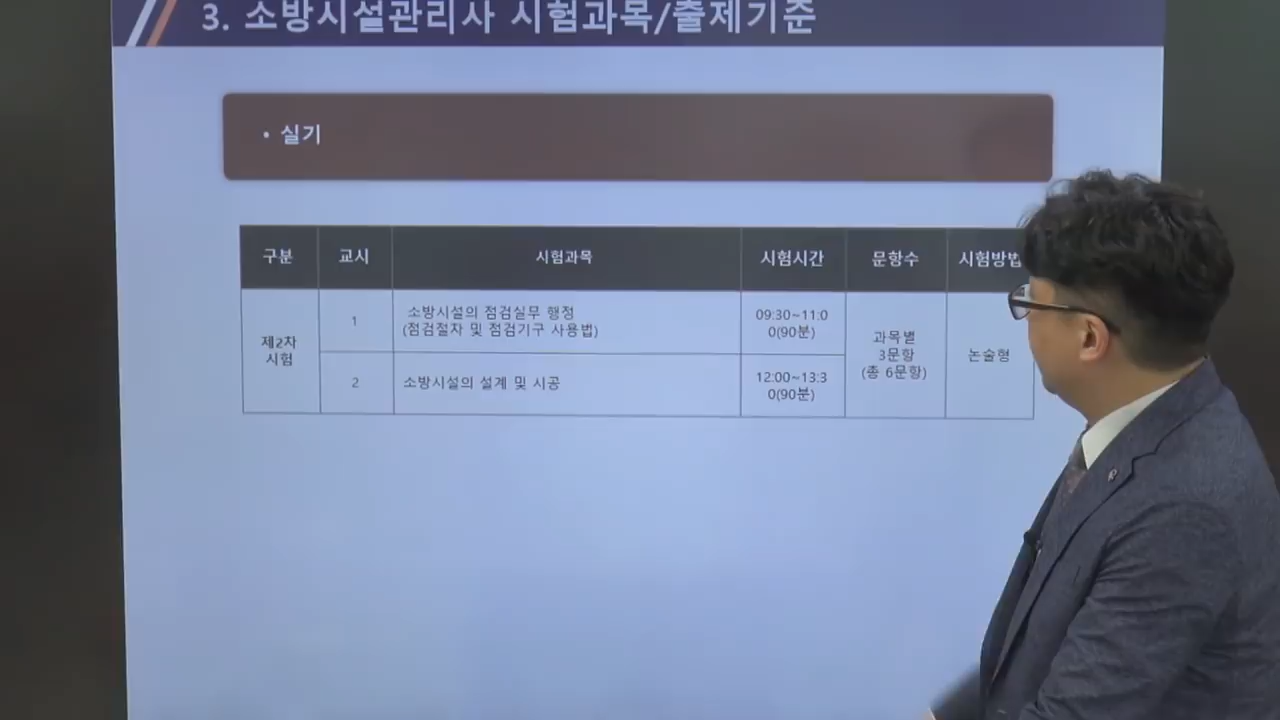 3. 소방시설관리사 시험과목/출제기준
• 실기
구분 교시 시험과목 시험시간 문항수 시험방법
제2차
시험
1
소방시설의 점검실무 행정
(점검절차 및 점검기구 사용법)
09:30~11:0
0(90분)
2
소방시설의 설계 및 시공
12:00~13:3
0(90분)
과목별
3문항
(총 6문항)
논술형